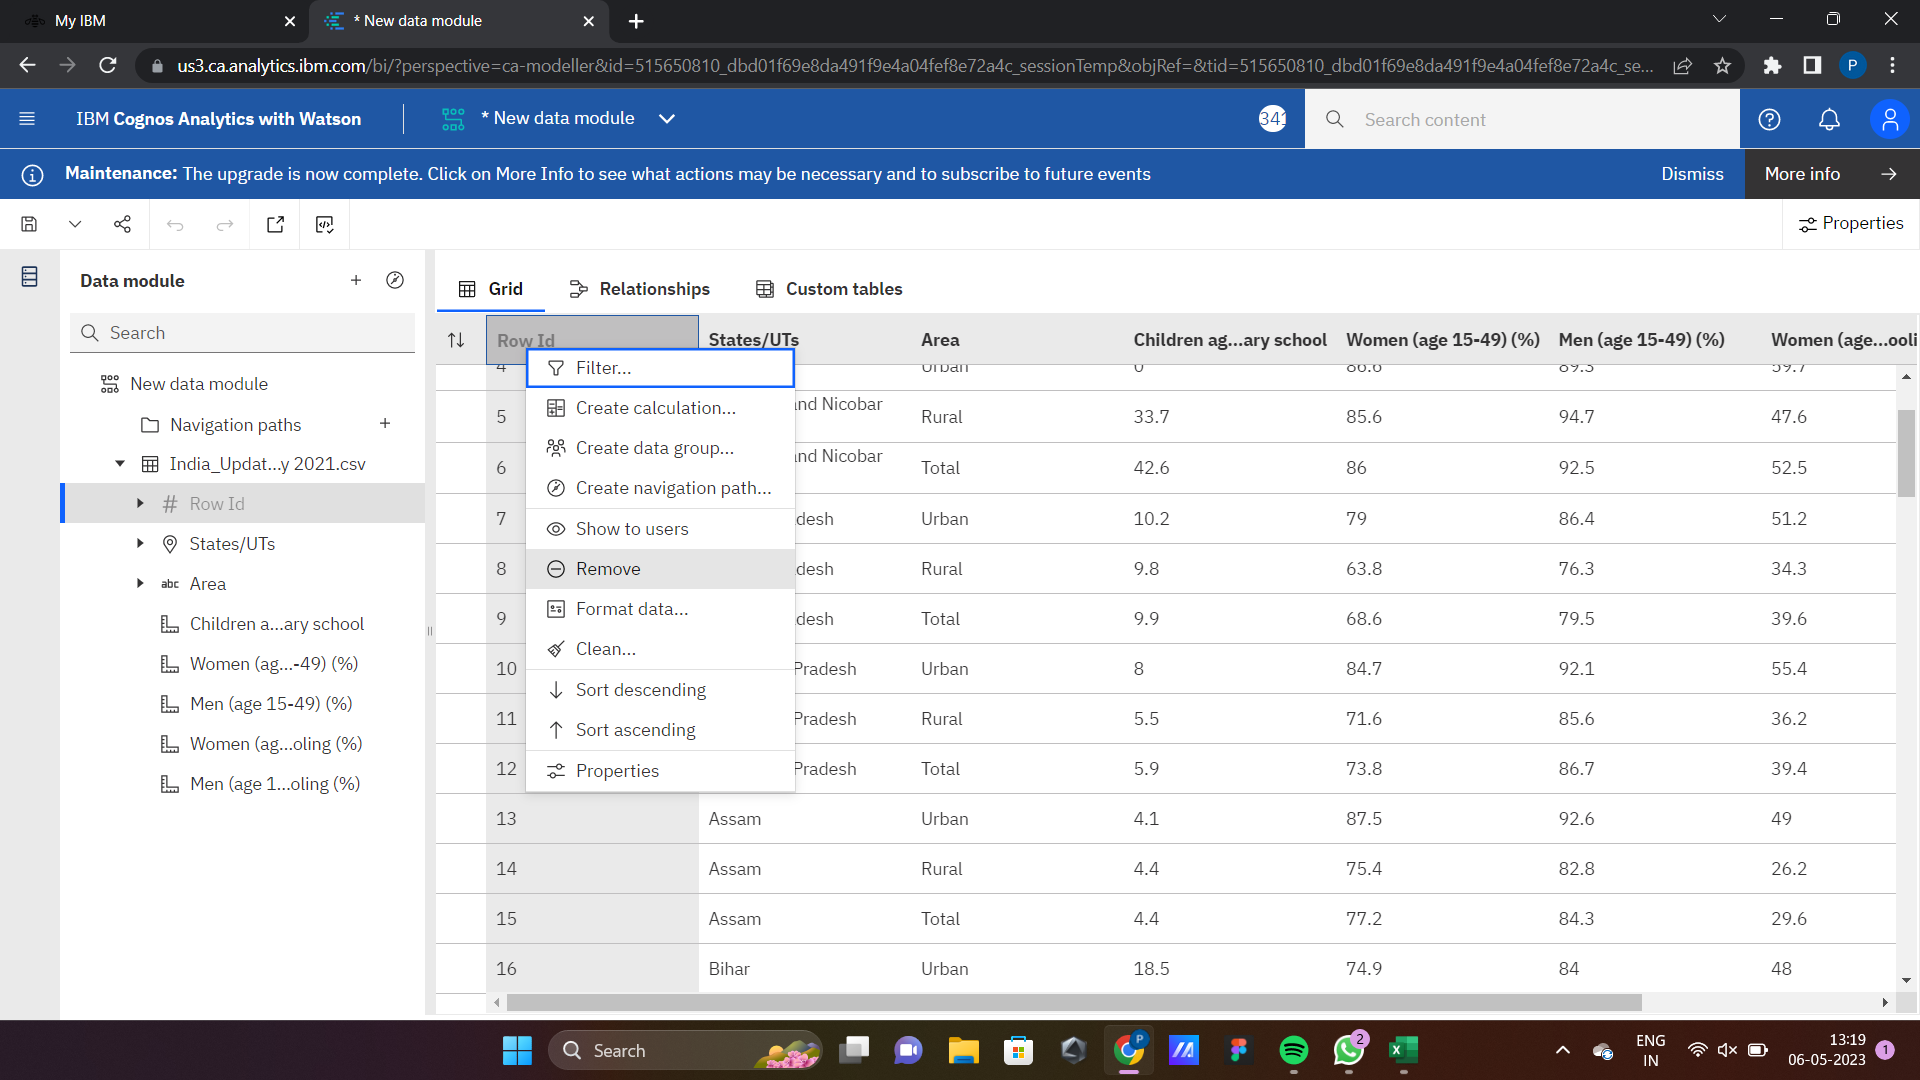 My IBM
* New data module
us3.ca.analytics.ibm.com/bi/?perspective=ca-modeller&id=515650810_dbd01f69e8da491f9e4a04fef8e72a4c_sessionTemp&objRef=&tid=515650810_dbd01f69e8da491f9e4a04fef8e72a4c_se...
P
IBM Cognos Analytics with Watson
* New data module
341
Search content
Maintenance: The upgrade is now complete. Click on More Info to see what actions may be necessary and to subscribe to future events
Dismiss
More info
Properties
Data module
Search
New data module
Navigation paths
India_Updat...y 2021.csv
Row Id
States/UTs
abc Area
Children a...ary school
Women (ag...-49) (%)
Men (age 15-49) (%)
Women (ag...oling (%)
Men (age 1...oling (%)
Grid
Relationships
Custom tables
Row Id States/UTs Area Children ag...ary school Women (age 15-49) (%) Men (age 15-49) (%) Women (age...ooli
4 Urban 0 86.6 89.3 59.7
5 and Nicobar Rural 33.7 85.6 94.7 47.6
6 and Nicobar Total 42.6 86 92.5 52.5
7 desh Urban 10.2 79 86.4 51.2
8 desh Rural 9.8 63.8 76.3 34.3
9 desh Total 9.9 68.6 79.5 39.6
10 Pradesh Urban 8 84.7 92.1 55.4
11 Pradesh Rural 5.5 71.6 85.6 36.2
12 Pradesh Total 5.9 73.8 86.7 39.4
13 Assam Urban 4.1 87.5 92.6 49
14 Assam Rural 4.4 75.4 82.8 26.2
15 Assam Total 4.4 77.2 84.3 29.6
16 Bihar Urban 18.5 74.9 84 48
Filter...
Create calculation...
Create data group...
Create navigation path...
Show to users
Remove
Format data...
Clean...
Sort descending
Sort ascending
Properties
Search
P
2
ENG
IN
13:19
06-05-2023
1